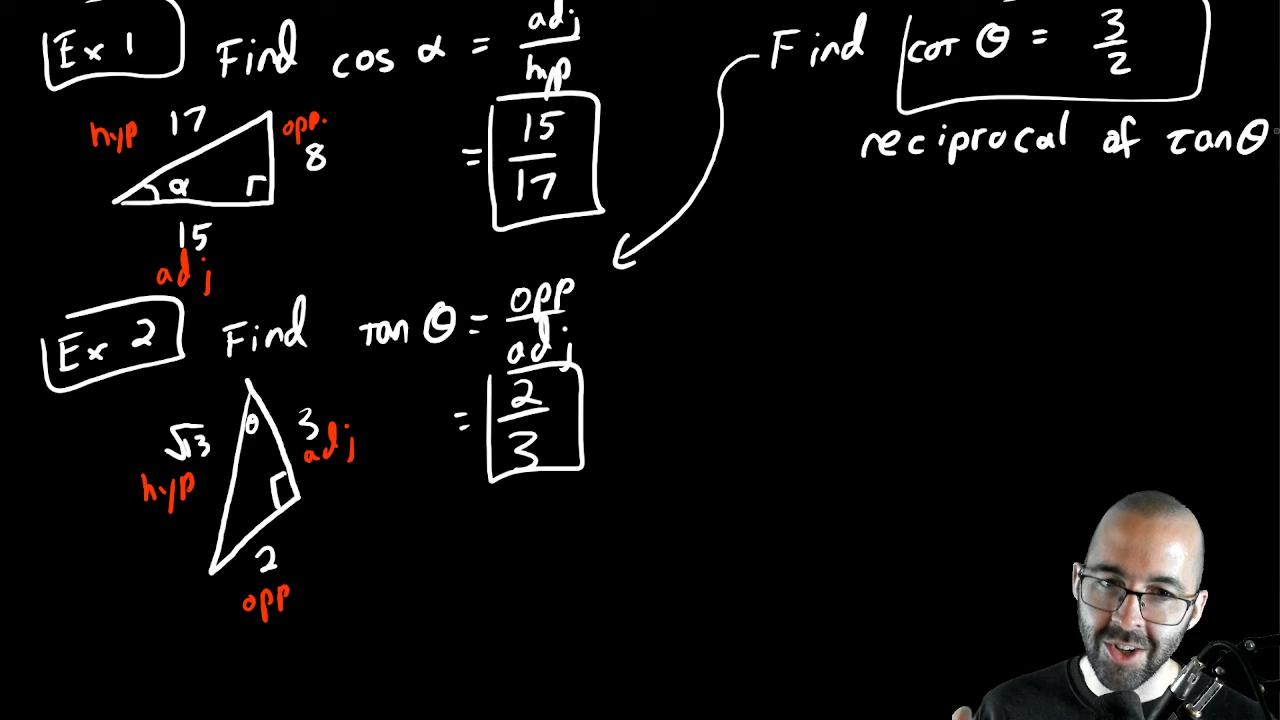 Ex 1 Find cos α = adj/hyp
hyp 17 opp. 8
α
15
adj
= 15/17
Find cot θ = 3/2
reciprocal of tan θ
Ex 2 Find tan θ = opp/adj
= 2/3
√13 θ 3
hyp adj
2
opp